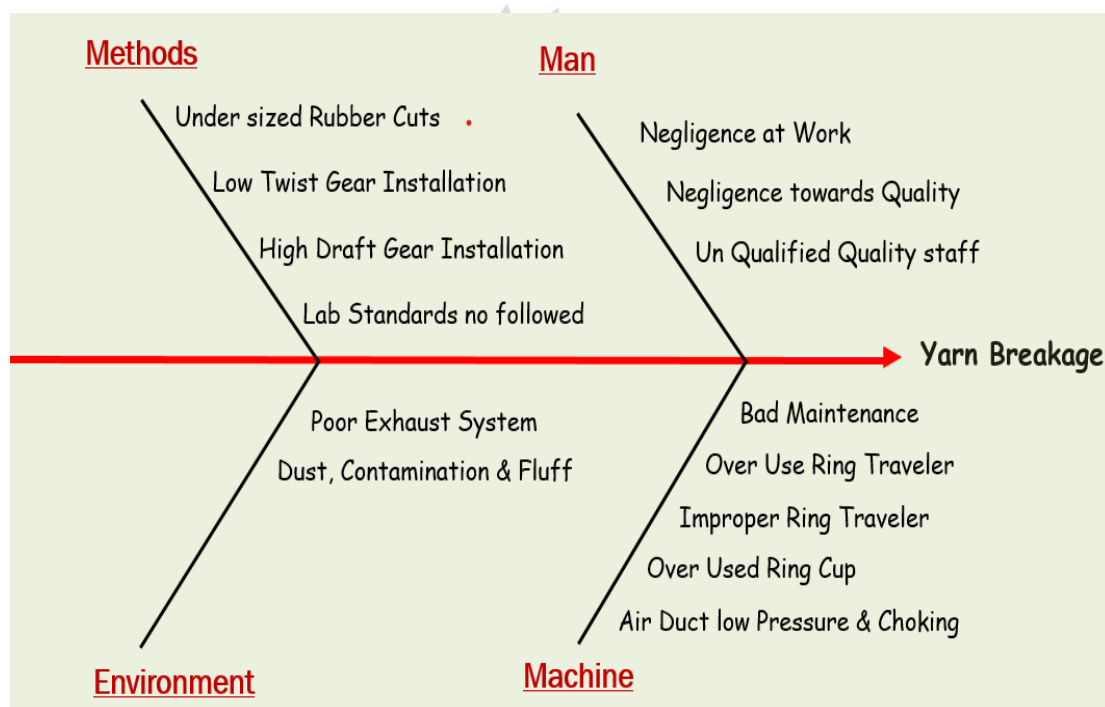 Methods
Under sized Rubber Cuts
Low Twist Gear Installation
High Draft Gear Installation
Lab Standards no followed
Man
Negligence at Work
Negligence towards Quality
Un Qualified Quality staff
Yarn Breakage
Poor Exhaust System
Dust, Contamination & Fluff
Environment
Bad Maintenance
Over Use Ring Traveler
Improper Ring Traveler
Over Used Ring Cup
Air Duct low Pressure & Choking
Machine